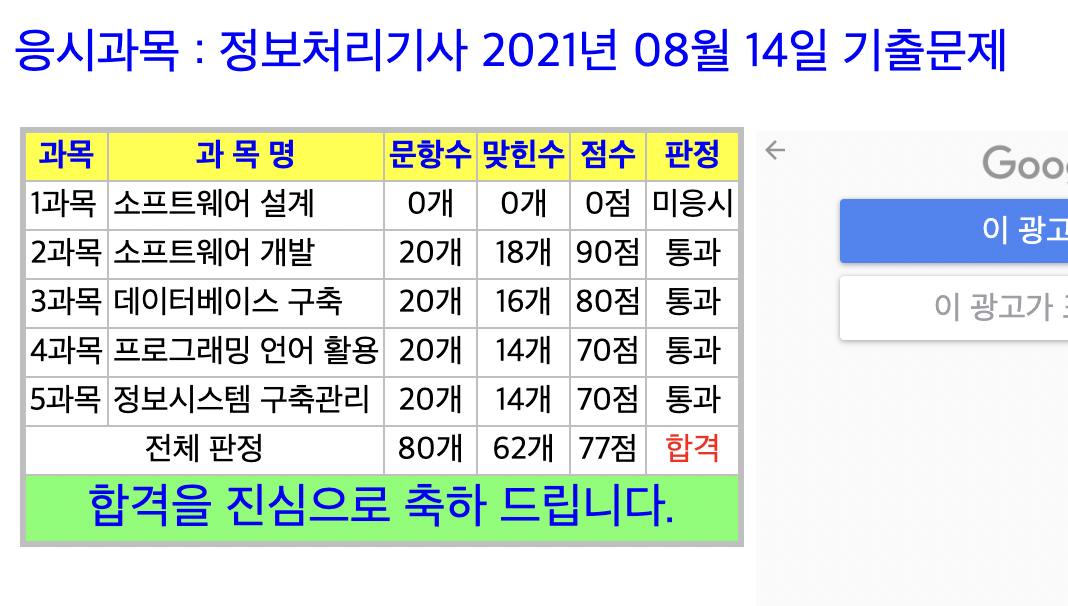 응시과목 : 정보처리기사 2021년 08월 14일 기출문제
과목 과 목 명 문항수 맞힌수 점수 판정
1과목 소프트웨어 설계 0개 0개 0점 미응시
2과목 소프트웨어 개발 20개 18개 90점 통과
3과목 데이터베이스 구축 20개 16개 80점 통과
4과목 프로그래밍 언어 활용 20개 14개 70점 통과
5과목 정보시스템 구축관리 20개 14개 70점 통과
전체 판정 80개 62개 77점 합격
합격을 진심으로 축하 드립니다.
Goo
이 광고
이 광고가